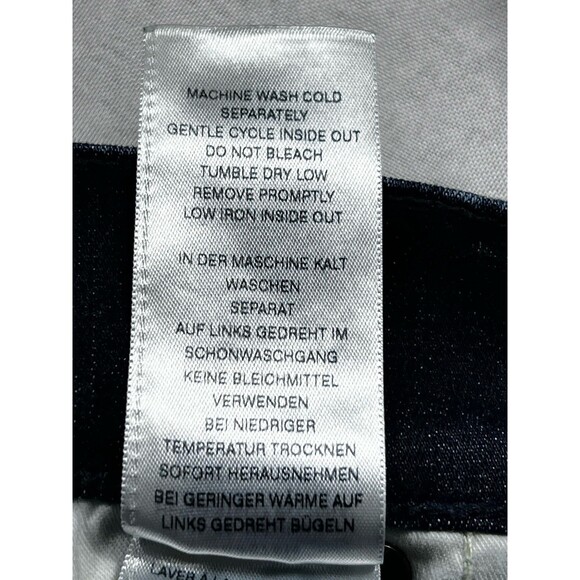 MACHINE WASH COLD
SEPARATELY
GENTLE CYCLE INSIDE OUT
DO NOT BLEACH
TUMBLE DRY LOW
REMOVE PROMPTLY
LOW IRON INSIDE OUT
IN DER MASCHINE KALT
WASCHEN
SEPARAT
AUF LINKS GEDREHT IM
SCHONWASCHGANG
KEINE BLEICHMITTEL
VERWENDEN
BEI NIEDRIGER
TEMPERATUR TROCKNEN
SOFORT HERAUSNEHMEN
BEI GERINGER WÄRME AUF
LINKS GEDREHT BÜGELN
LAVER